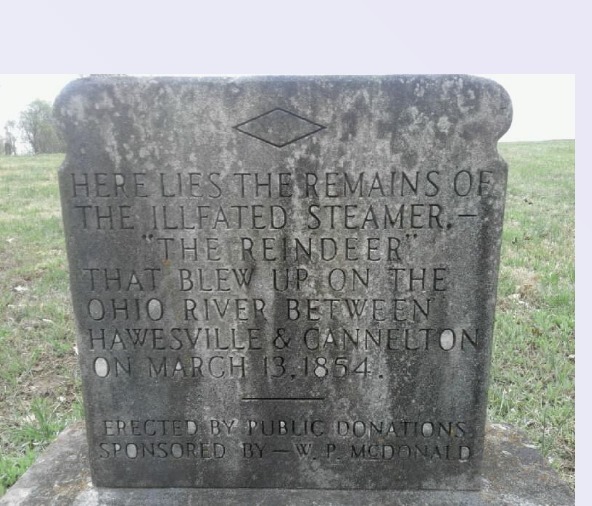 HERE LIES THE REMAINS OF
THE ILLFATED STEAMER.—
"THE REINDEER"
THAT BLEW UP ON THE
OHIO RIVER BETWEEN
HAWESVILLE & CANNELTON
ON MARCH 13.1854.
ERECTED BY PUBLIC DONATIONS
SPONSORED BY — W. P. MCDONALD